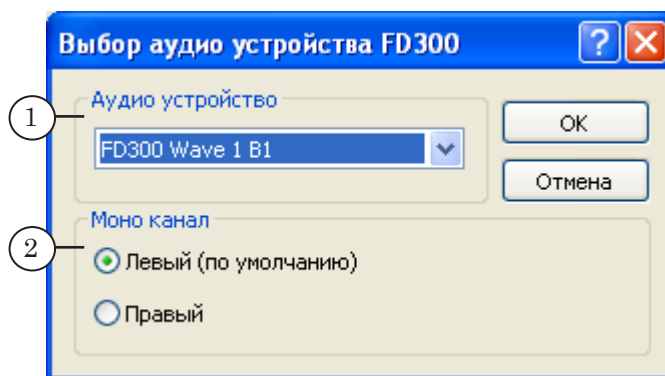 Выбор аудио устройства FD300
?
1
Аудио устройство
FD300 Wave 1 B1
OK
Отмена
2
Моно канал
Левый (по умолчанию)
Правый